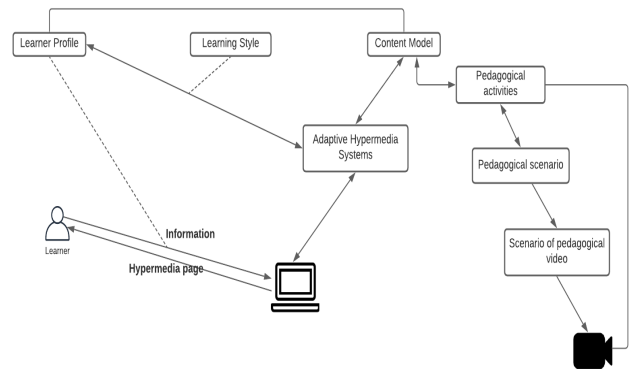 Learner Profile
Learning Style
Content Model
Pedagogical
activities
Adaptive Hypermedia
Systems
Pedagogical scenario
Information
Learner
Scenario of pedagogical
video
Hypermedia page